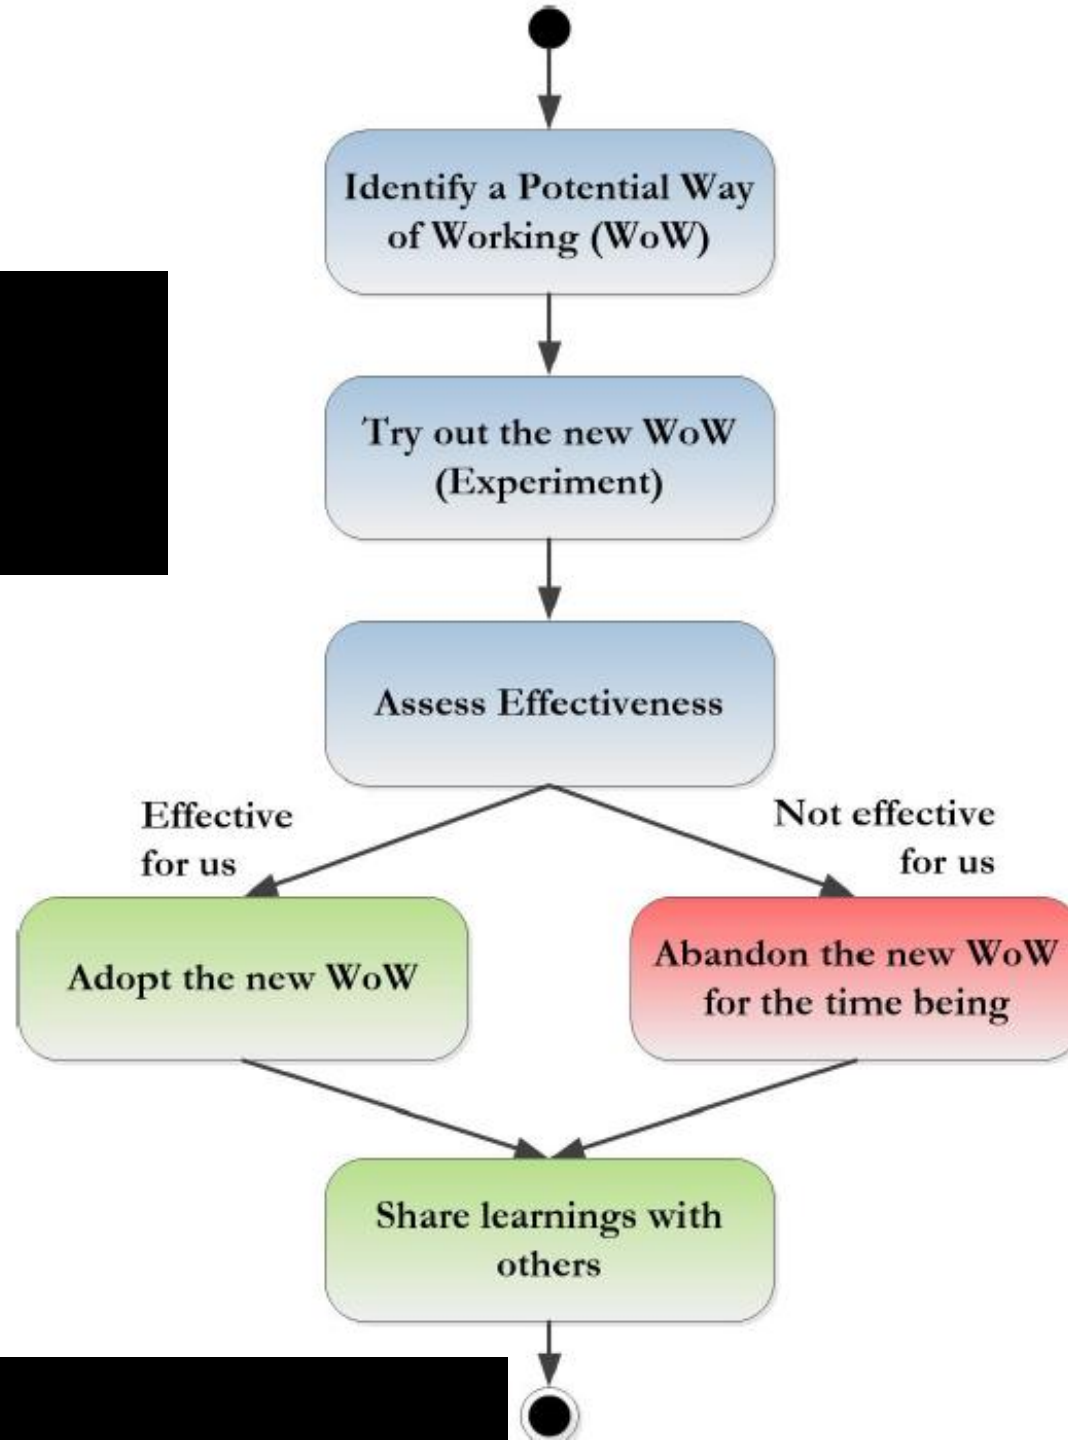 Identify a Potential Way
of Working (WoW)
Try out the new WoW
(Experiment)
Assess Effectiveness
Effective
for us
Not effective
for us
Adopt the new WoW
Abandon the new WoW
for the time being
Share learnings with
others